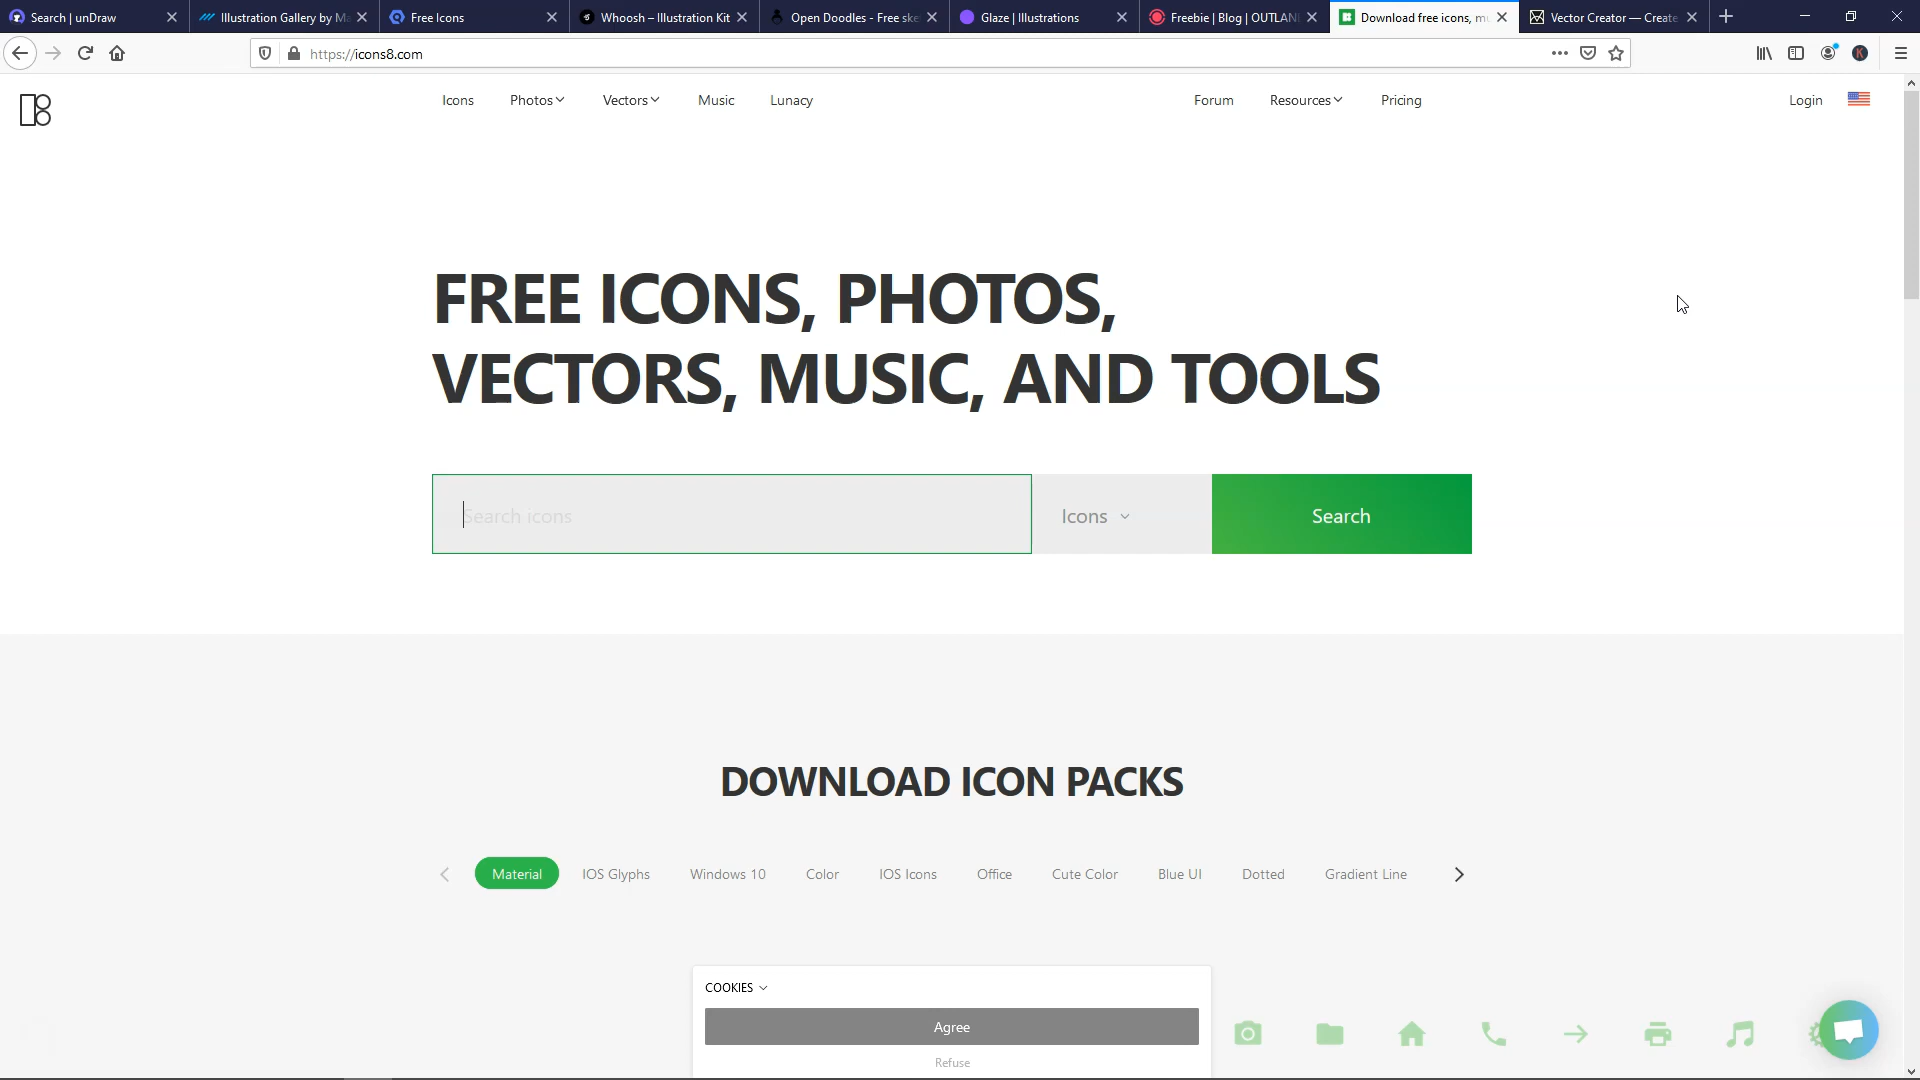 Search | unDraw
Illustration Gallery by Ma
Free Icons
Whoosh – Illustration Kit
Open Doodles - Free ske
Glaze | Illustrations
Freebie | Blog | OUTLAN
Download free icons, mu
Vector Creator — Create
https://icons8.com
K
Icons
Photos
Vectors
Music
Lunacy
Forum
Resources
Pricing
Login
FREE ICONS, PHOTOS,
VECTORS, MUSIC, AND TOOLS
Search icons
Icons
Search
DOWNLOAD ICON PACKS
Material
IOS Glyphs
Windows 10
Color
IOS Icons
Office
Cute Color
Blue UI
Dotted
Gradient Line
COOKIES
Agree
Refuse